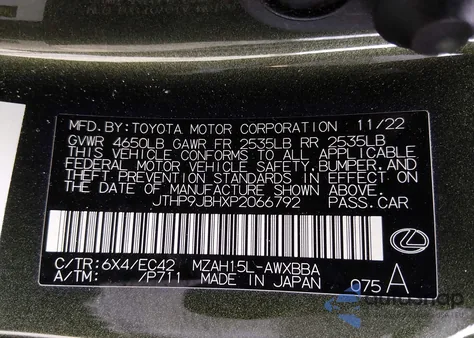 MFD.BY:TOYOTA MOTOR CORPORATION 11/22
GVWR 4650LB GAWR FR 2535LB RR 2535LB
THIS VEHICLE CONFORMS TO ALL APPLICABLE
FEDERAL MOTOR VEHICLE SAFETY,BUMPER,AND
THEFT PREVENTION STANDARDS IN EFFECT ON
THE DATE OF MANUFACTURE SHOWN ABOVE.
JTHP9JBHXP2066792 PASS.CAR
C/TR:6X4/EC42 MZAH15L-AWXBBA
A/TM: /P711 MADE IN JAPAN 075A
autosnap